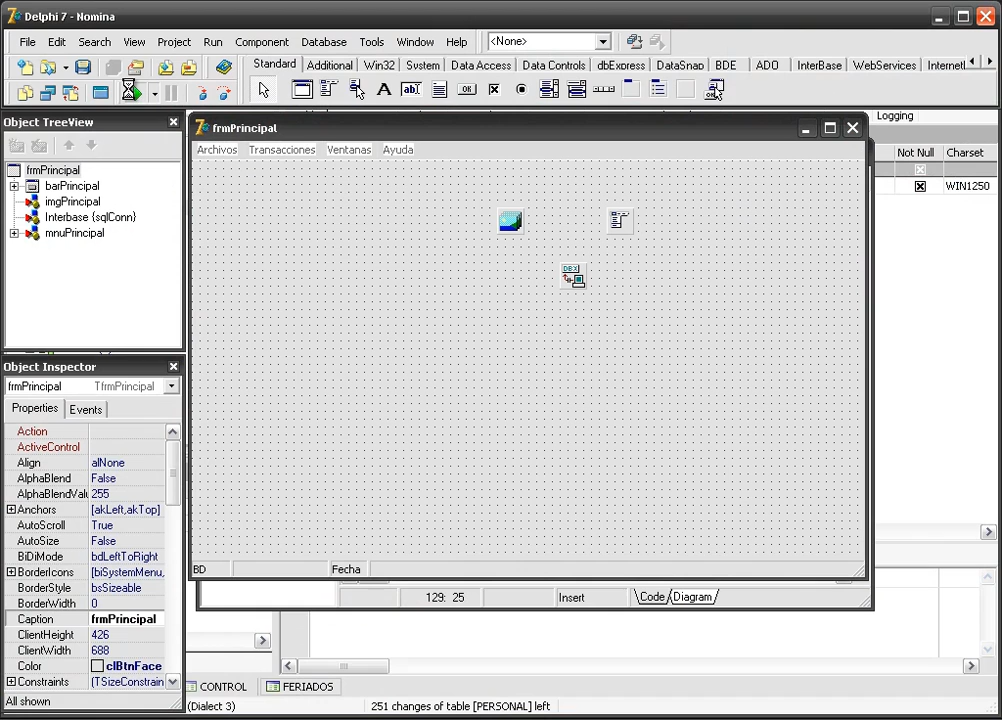 Delphi 7 - Nomina
File Edit Search View Project Run Component Database Tools Window Help <None>
Standard Additional Win32 System Data Access Data Controls dbExpress DataSnap BDE ADO InterBase WebServices
Object TreeView
frmPrincipal
barPrincipal
imgPrincipal
Interbase {sqlConn}
mnuPrincipal
frmPrincipal
Archivos Transacciones Ventanas Ayuda
DBX
BD Fecha
129: 25 Insert Code Diagram
Logging
Not Null Charset
WIN1250
Object Inspector
frmPrincipal TfrmPrincipal
Properties Events
Action
ActiveControl
Align alNone
AlphaBlend False
AlphaBlendValu 255
Anchors [akLeft,akTop]
AutoScroll True
AutoSize False
BiDiMode bdLeftToRight
BorderIcons [biSystemMenu,
BorderStyle bsSizeable
BorderWidth 0
Caption frmPrincipal
ClientHeight 426
ClientWidth 688
Color clBtnFace
Constraints (TSizeConstrain
All shown
CONTROL FERIADOS
(Dialect 3) 251 changes of table [PERSONAL] left